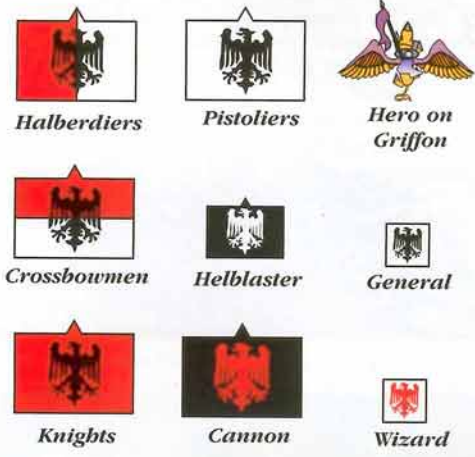 Halberdiers
Pistoliers
Hero on
Griffon
Crossbowmen
Helblaster
General
Knights
Cannon
Wizard